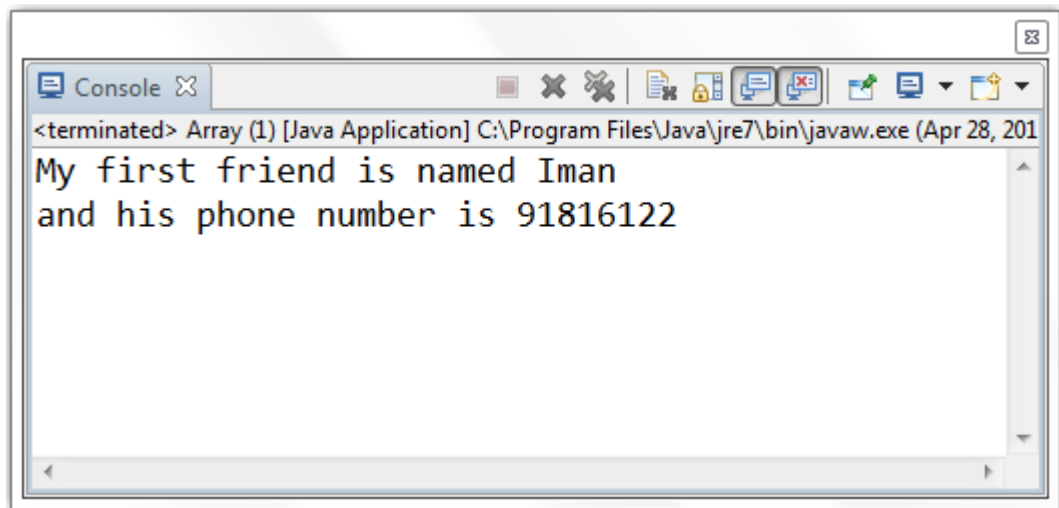 Console
<terminated> Array (1) [Java Application] C:\Program Files\Java\jre7\bin\javaw.exe (Apr 28, 201
My first friend is named Iman
and his phone number is 91816122